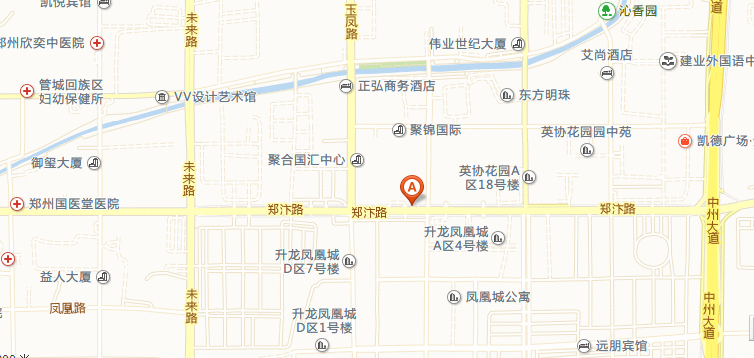 凯悦宾馆
未来路
玉凤路
沁香园
中州大道
郑州欣奕中医院
伟业世纪大厦
艾尚酒店
建业外国语中
管城回族区
妇幼保健所
VV设计艺术馆
正弘商务酒店
东方明珠
聚锦国际
英协花园园中苑
凯德广场·
御玺大厦
未来路
聚合国汇中心
英协花园A
区18号楼
A
郑州国医堂医院
郑汴路
郑汴路
郑汴路
中州大道
升龙凤凰城
D区7号楼
升龙凤凰城
A区4号楼
益人大厦
凤凰路
未来路
凤凰城公寓
中州大道
升龙凤凰城
D区1号楼
远朋宾馆